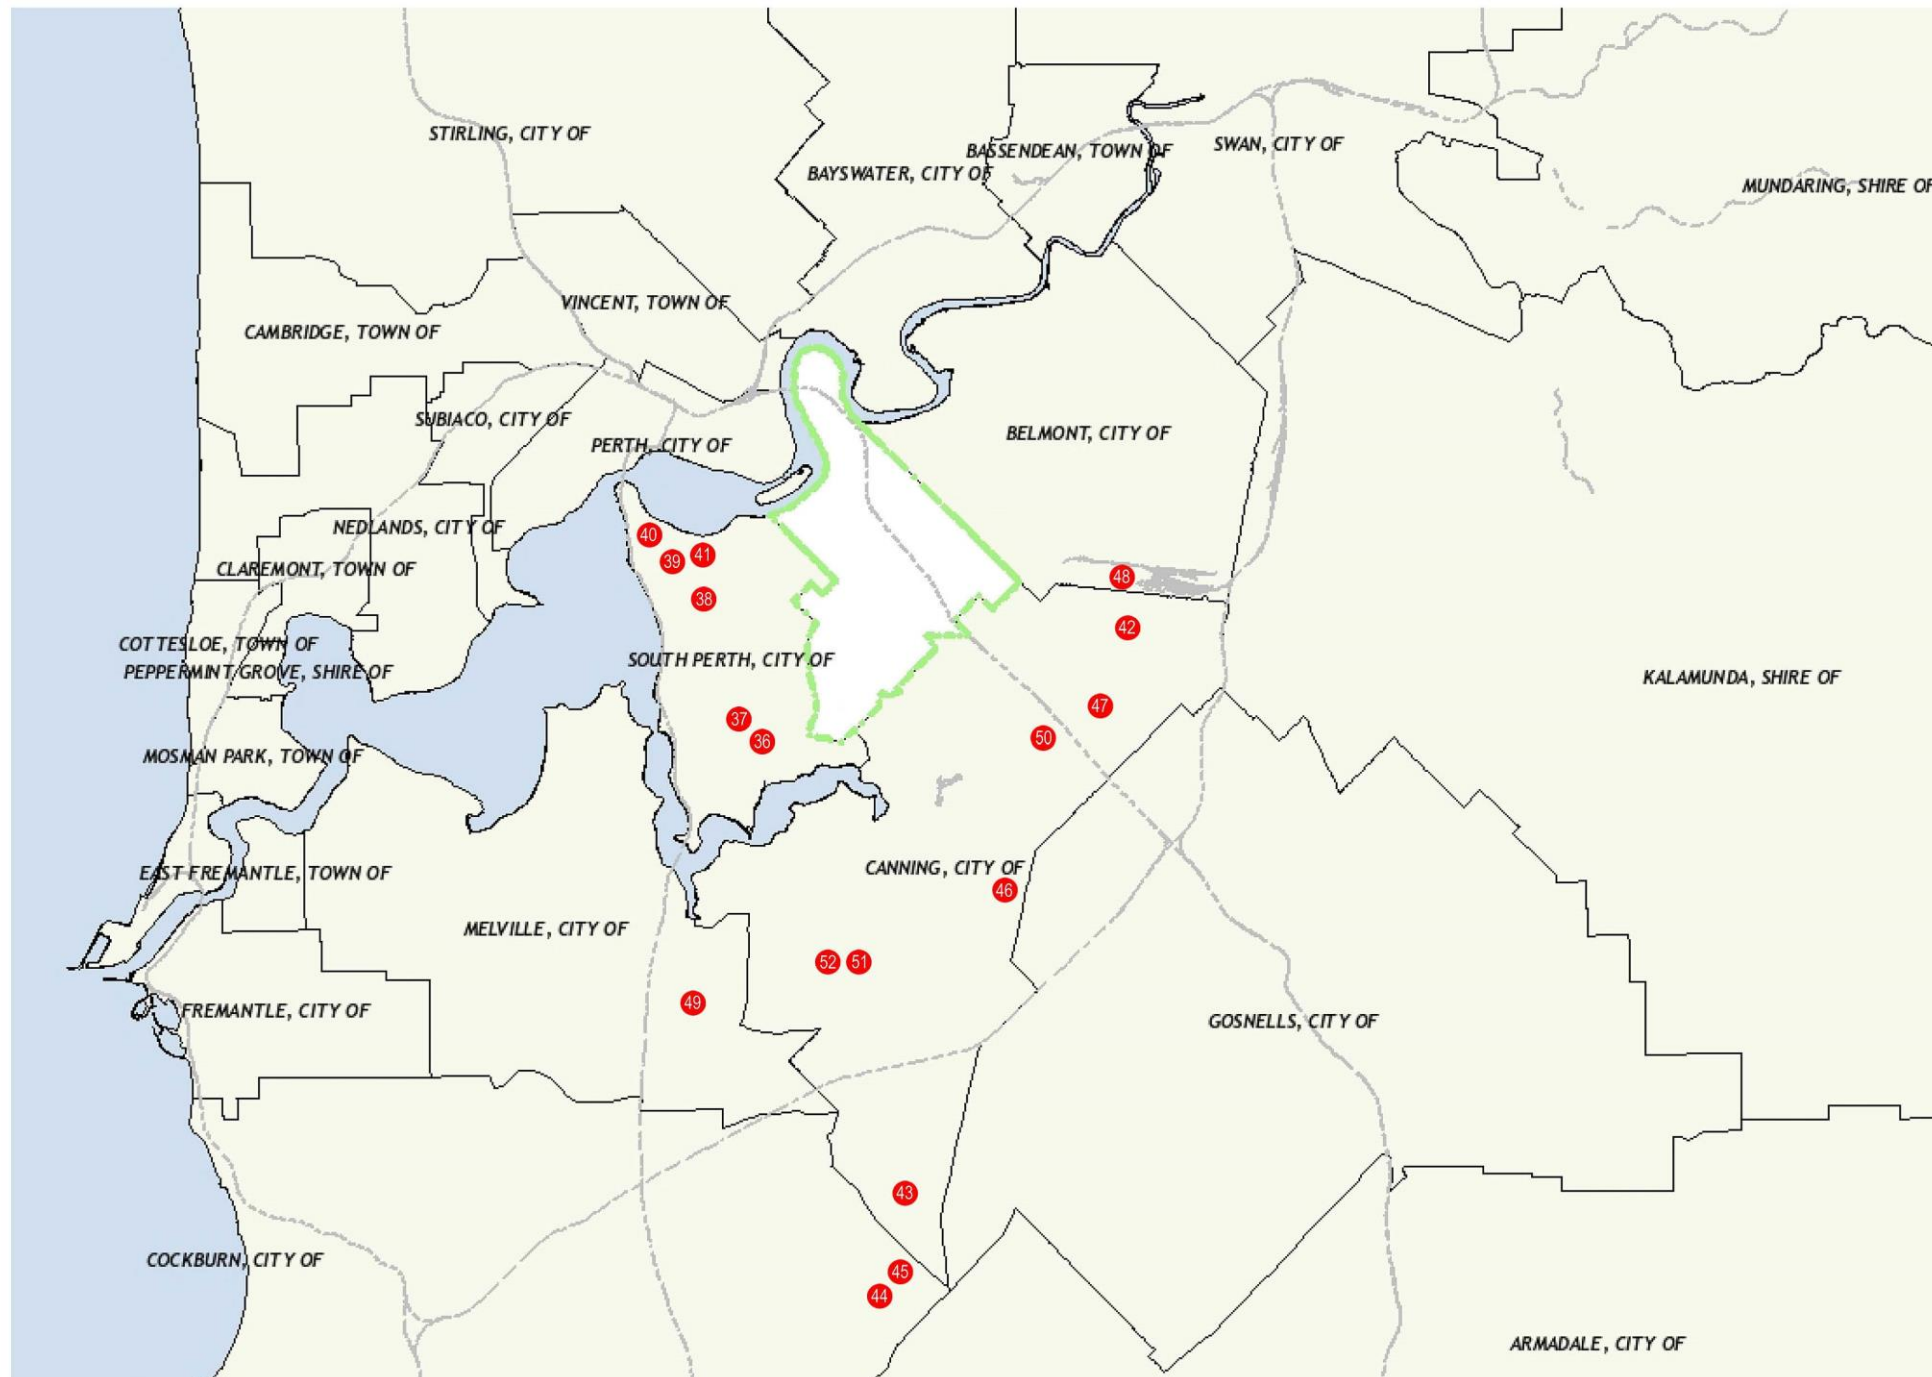 STIRLING, CITY OF
BASSENDEAN, TOWN OF
SWAN, CITY OF
BAYSWATER, CITY OF
MUNDARING, SHIRE OF
VINCENT, TOWN OF
CAMBRIDGE, TOWN OF
SUBIACO, CITY OF
PERTH, CITY OF
BELMONT, CITY OF
NEDLANDS, CITY OF
40
41
39
CLAREMONT, TOWN OF
48
38
42
COTTESLOE, TOWN OF
SOUTH PERTH, CITY OF
PEPPERMINT GROVE, SHIRE OF
KALAMUNDA, SHIRE OF
47
37
36
50
MOSMAN PARK, TOWN OF
CANNING, CITY OF
EAST FREMANTLE, TOWN OF
46
MELVILLE, CITY OF
52
51
49
FREMANTLE, CITY OF
GOSNELLS, CITY OF
43
COCKBURN, CITY OF
45
44
ARMADALE, CITY OF